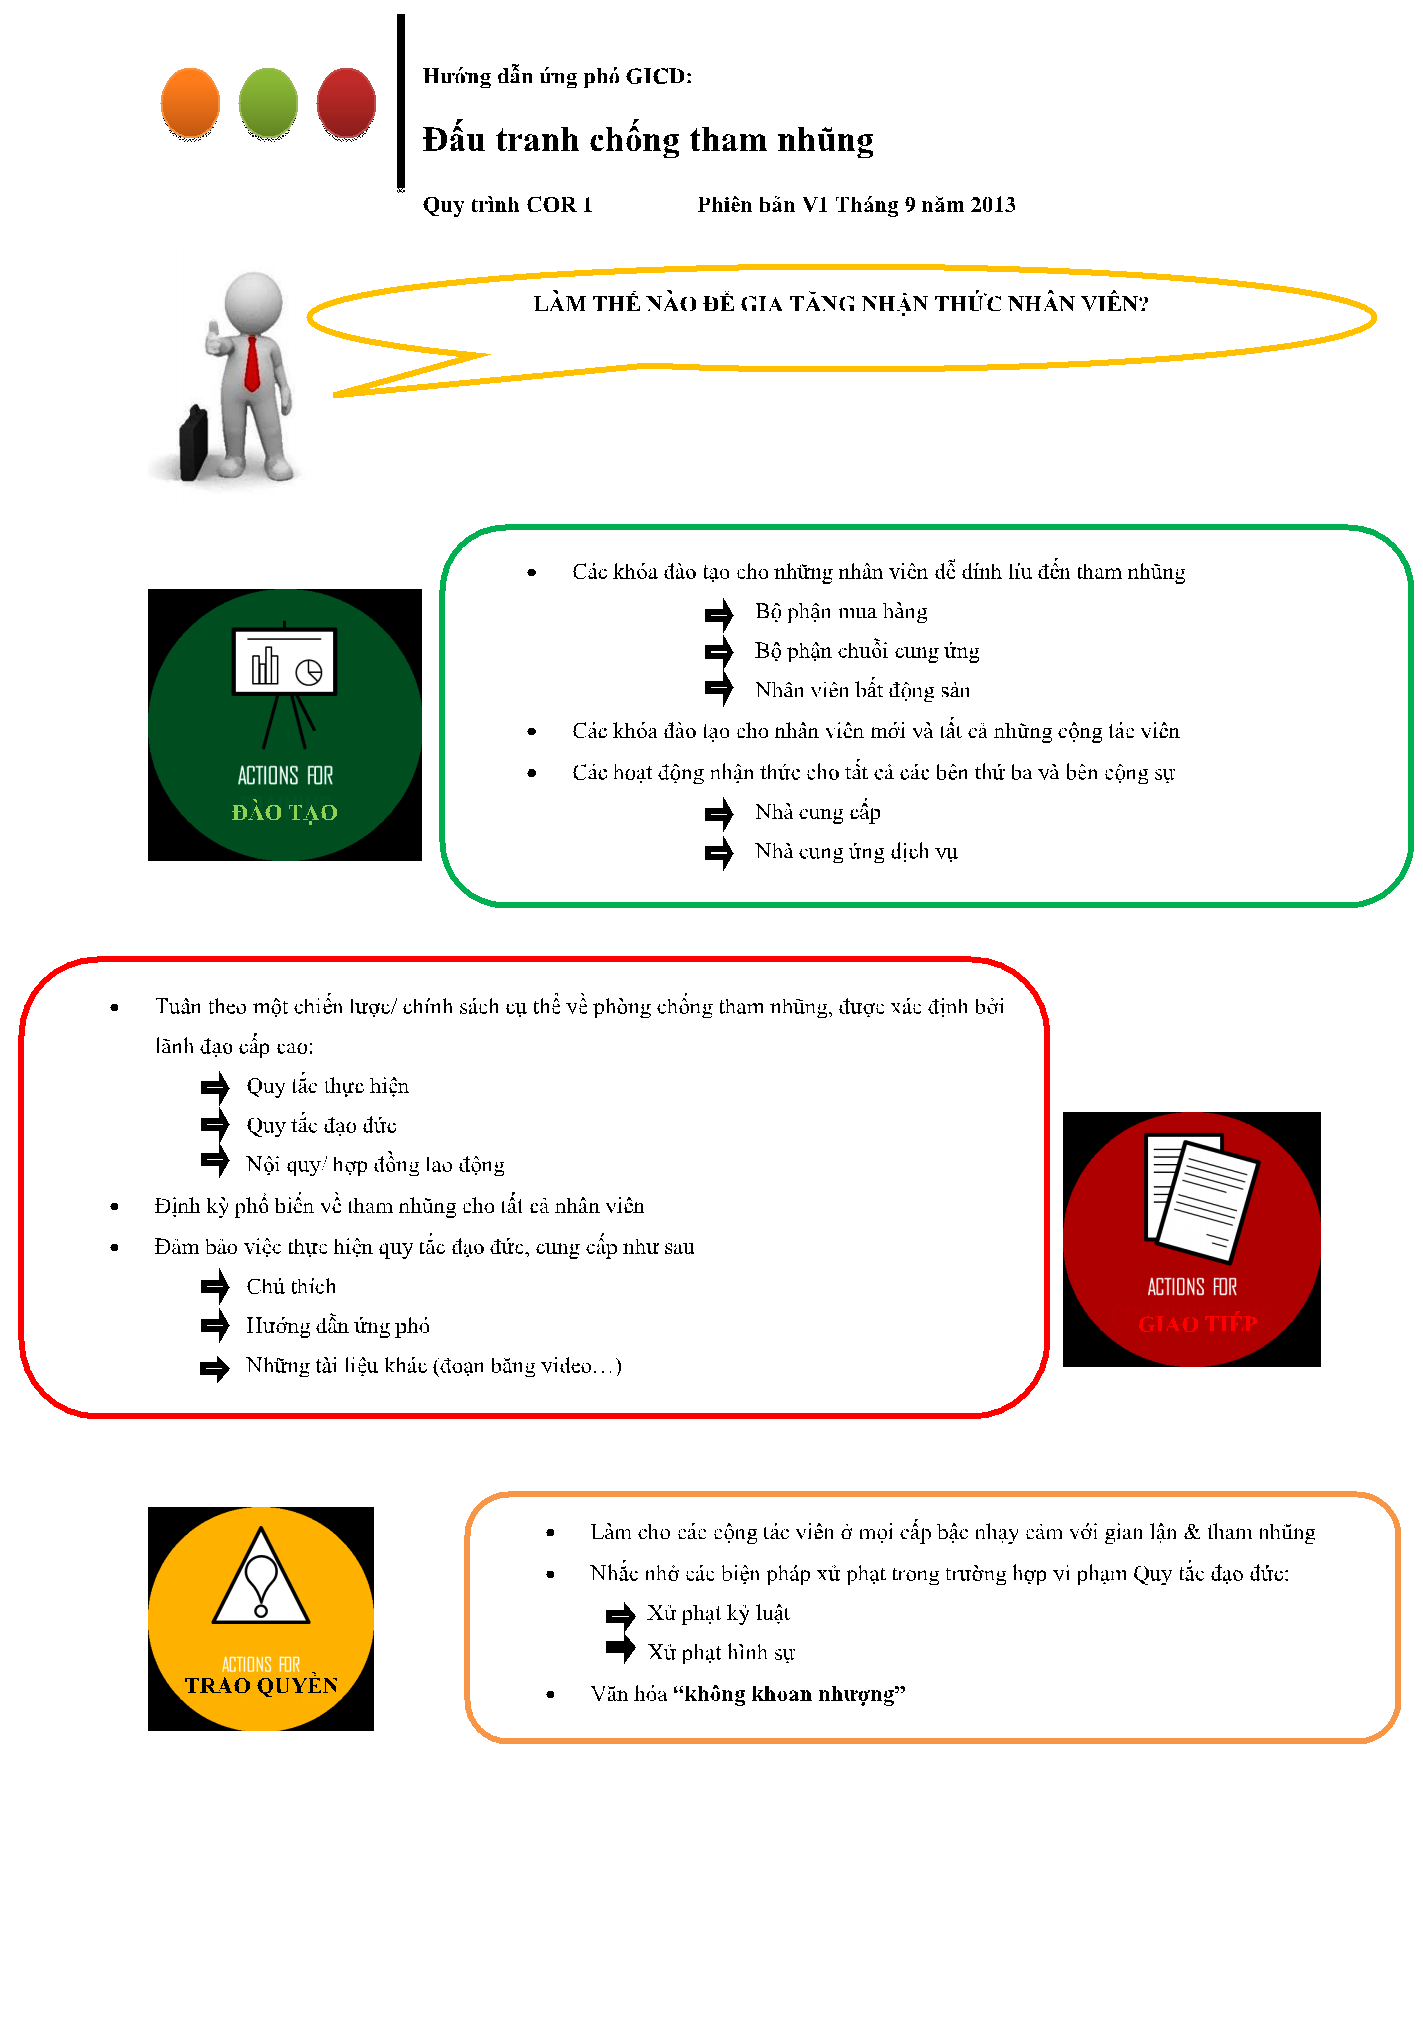 Hướng dẫn ứng phó GICD:
Đấu tranh chống tham nhũng
Quy trình COR 1 Phiên bản V1 Tháng 9 năm 2013
LÀM THẾ NÀO ĐỂ GIA TĂNG NHẬN THỨC NHÂN VIÊN?
• Các khóa đào tạo cho những nhân viên dễ dính líu đến tham nhũng
Bộ phận mua hàng
Bộ phận chuỗi cung ứng
Nhân viên bất động sản
• Các khóa đào tạo cho nhân viên mới và tất cả những cộng tác viên
• Các hoạt động nhận thức cho tất cả các bên thứ ba và bên cộng sự
Nhà cung cấp
Nhà cung ứng dịch vụ
ACTIONS FOR
ĐÀO TẠO
• Tuân theo một chiến lược/ chính sách cụ thể về phòng chống tham nhũng, được xác định bởi
lãnh đạo cấp cao:
Quy tắc thực hiện
Quy tắc đạo đức
Nội quy/ hợp đồng lao động
• Định kỳ phổ biến về tham nhũng cho tất cả nhân viên
• Đảm bảo việc thực hiện quy tắc đạo đức, cung cấp như sau
Chú thích
Hướng dẫn ứng phó
Những tài liệu khác (đoạn băng video…)
ACTIONS FOR
GIAO TIẾP
• Làm cho các cộng tác viên ở mọi cấp bậc nhạy cảm với gian lận & tham nhũng
• Nhắc nhở các biện pháp xử phạt trong trường hợp vi phạm Quy tắc đạo đức:
Xử phạt kỷ luật
Xử phạt hình sự
• Văn hóa “không khoan nhượng”
ACTIONS FOR
TRAO QUYỀN